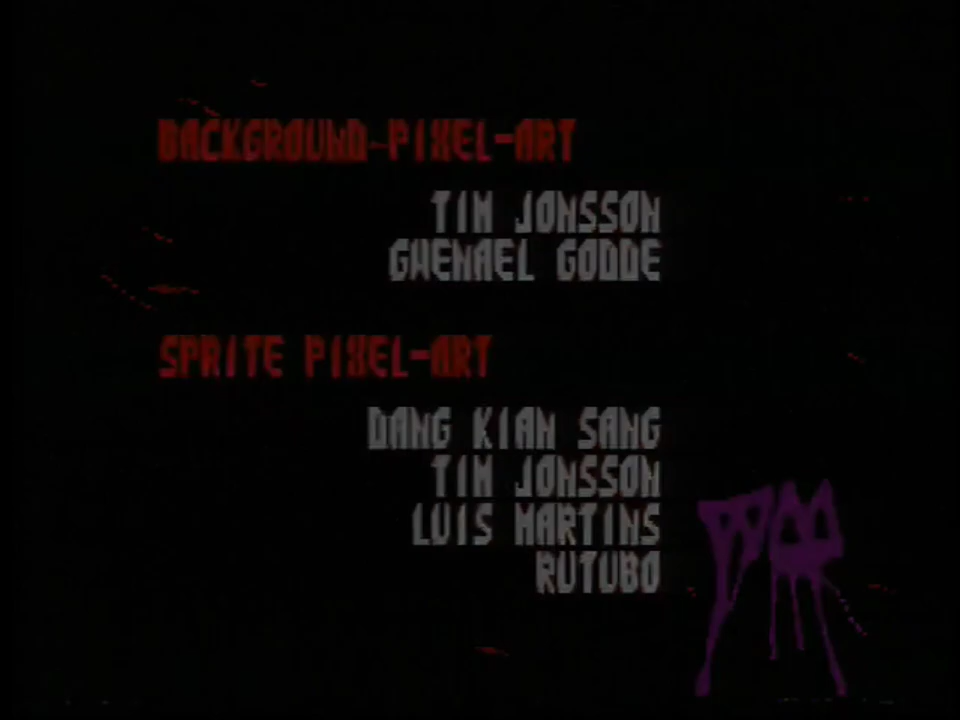 BACKGROUND-PIXEL-ART
TIM JONSSON
GWENAEL GODDE
SPRITE PIXEL-ART
DANG KIAN SANG
TIM JONSSON
LUIS MARTINS
RUTUBO